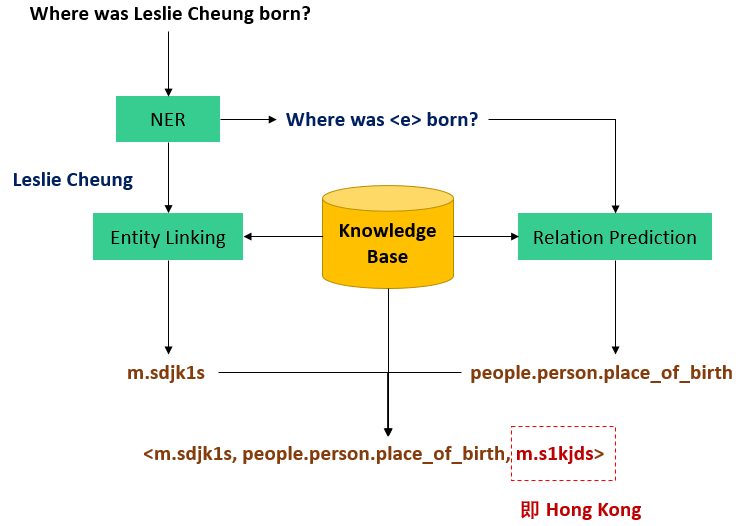 Where was Leslie Cheung born?
NER
Where was <e> born?
Leslie Cheung
Entity Linking
Knowledge
Base
Relation Prediction
m.sdjk1s
people.person.place_of_birth
<m.sdjk1s, people.person.place_of_birth, m.s1kjds>
即 Hong Kong